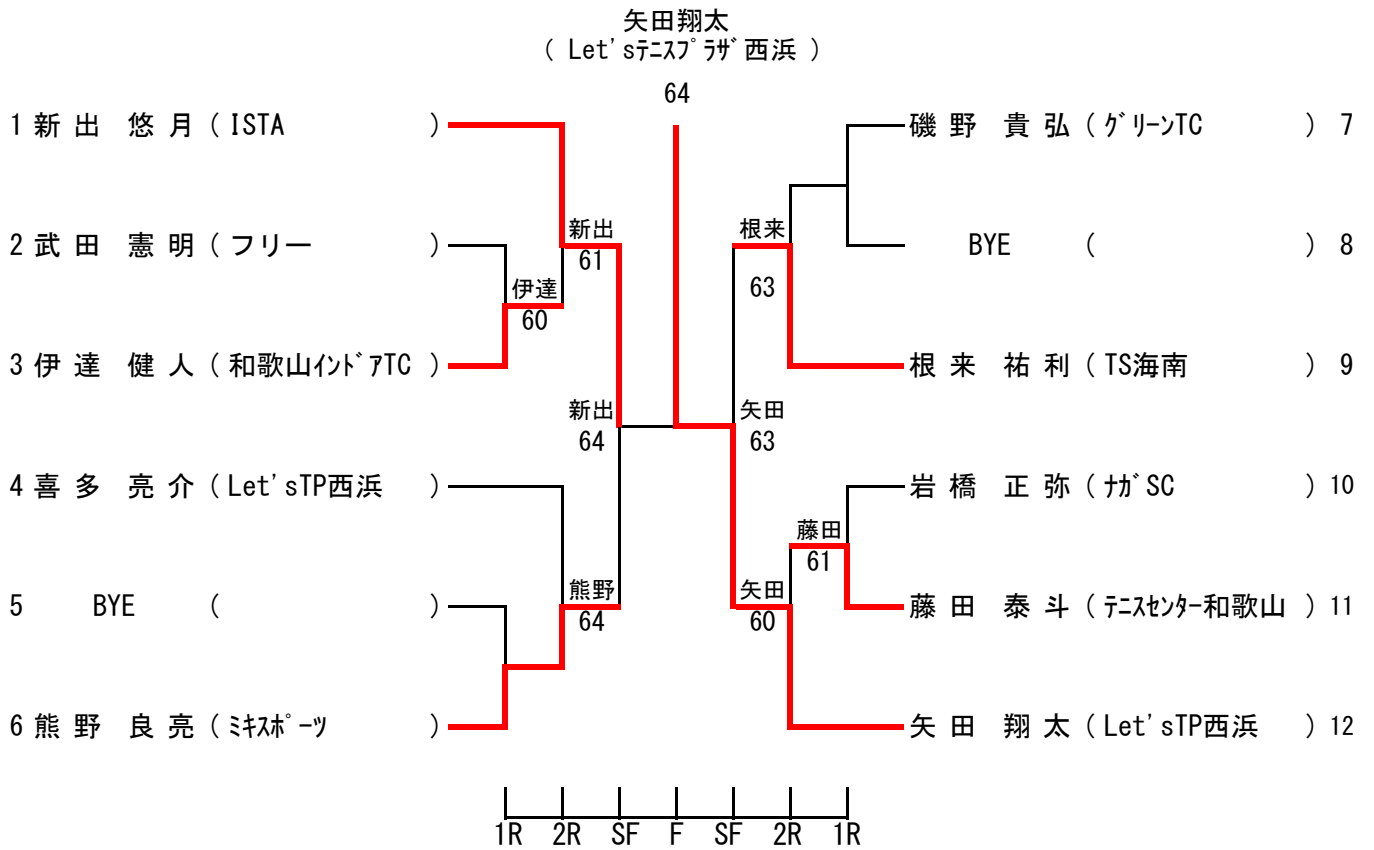 矢田翔太
( Let'sﾃﾆｽﾌﾟﾗｻﾞ西浜 )
64
1 新出 悠月 ( ISTA )
2 武田 憲明 ( フリー )
3 伊達 健人 ( 和歌山ｲﾝﾄﾞｱTC )
4 喜多 亮介 ( Let'sTP西浜 )
5 BYE ( )
6 熊野 良亮 ( ﾐｷｽﾎﾟｰﾂ )
伊達
60
新出
61
新出
64
熊野
64
根来
63
矢田
63
矢田
60
藤田
61
磯野 貴弘 ( ｸﾞﾘｰﾝTC ) 7
BYE ( ) 8
根来 祐利 ( TS海南 ) 9
岩橋 正弥 ( ﾅｶﾞSC ) 10
藤田 泰斗 ( ﾃﾆｽｾﾝﾀｰ和歌山 ) 11
矢田 翔太 ( Let'sTP西浜 ) 12
1R 2R SF F SF 2R 1R